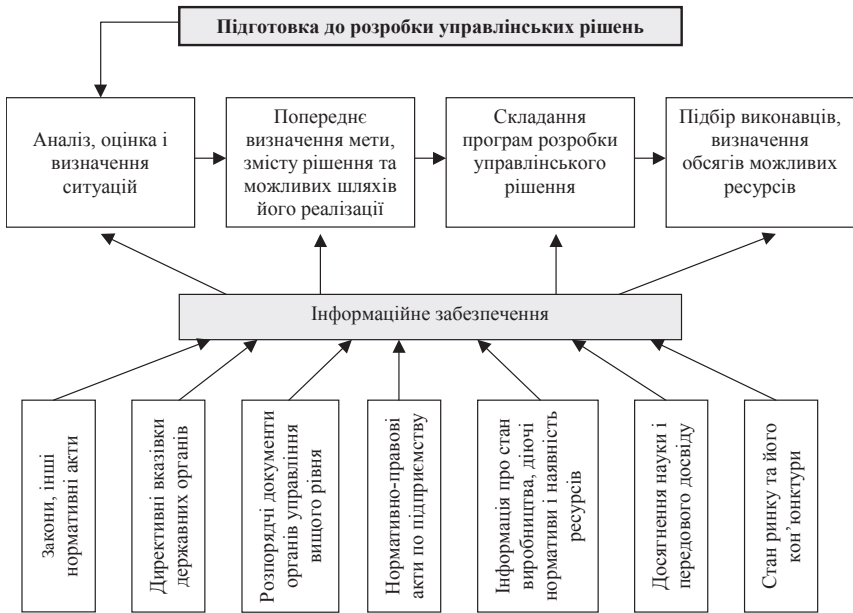 Підготовка до розробки управлінських рішень
Аналіз, оцінка і
визначення
ситуацій
Попереднє
визначення мети,
змісту рішення та
можливих шляхів
його реалізації
Складання
програм розробки
управлінського
рішення
Підбір виконавців,
визначення
обсягів можливих
ресурсів
Інформаційне забезпечення
Закони, інші
нормативні акти
Директивні вказівки
державних органів
Розпорядчі документи
органів управління
вищого рівня
Нормативно-правові
акти по підприємству
Інформація про стан
виробництва, діючі
нормативи і наявність
ресурсів
Досягнення науки і
передового досвіду
Стан ринку та його
кон’юнктури